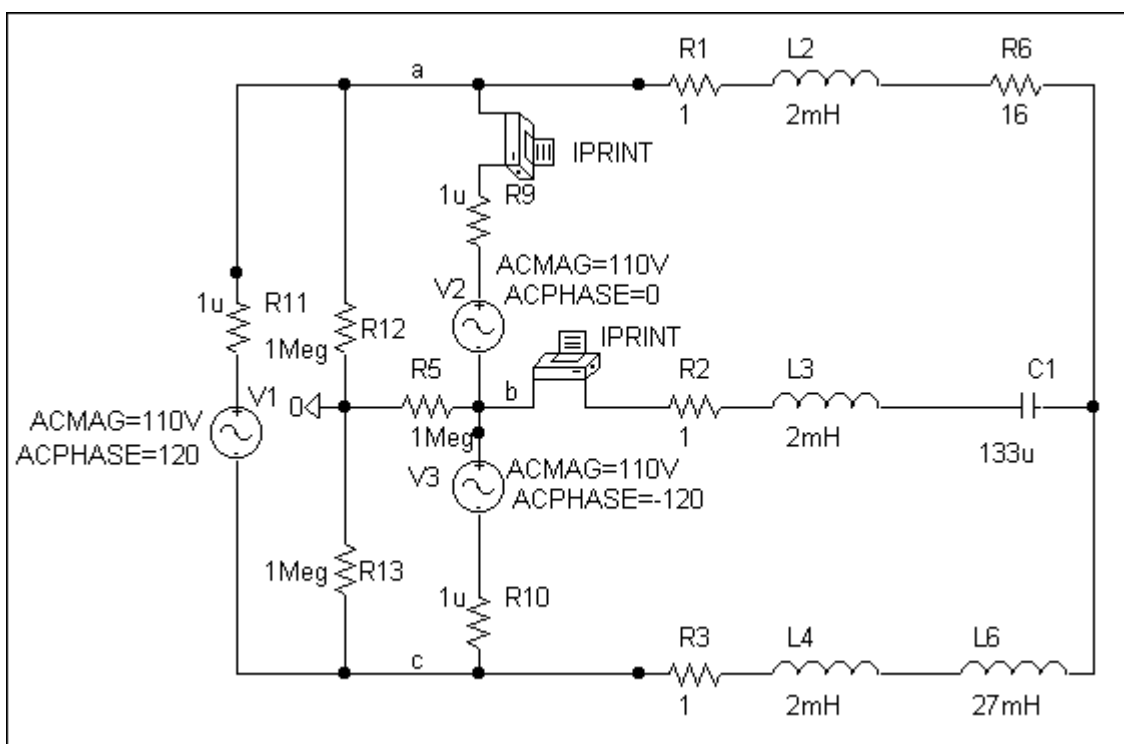 R1 L2 R6
a
1 2mH 16
IPRINT
1u R9
ACMAG=110V
V2 ACPHASE=0
1u R11
R12
1Meg
IPRINT
R5 R2 L3 C1
V1 0 b
ACMAG=110V
ACPHASE=120
1Meg 1 2mH
133u
V3 ACMAG=110V
ACPHASE=-120
1Meg R13
1u R10
R3 L4 L6
c
1 2mH 27mH